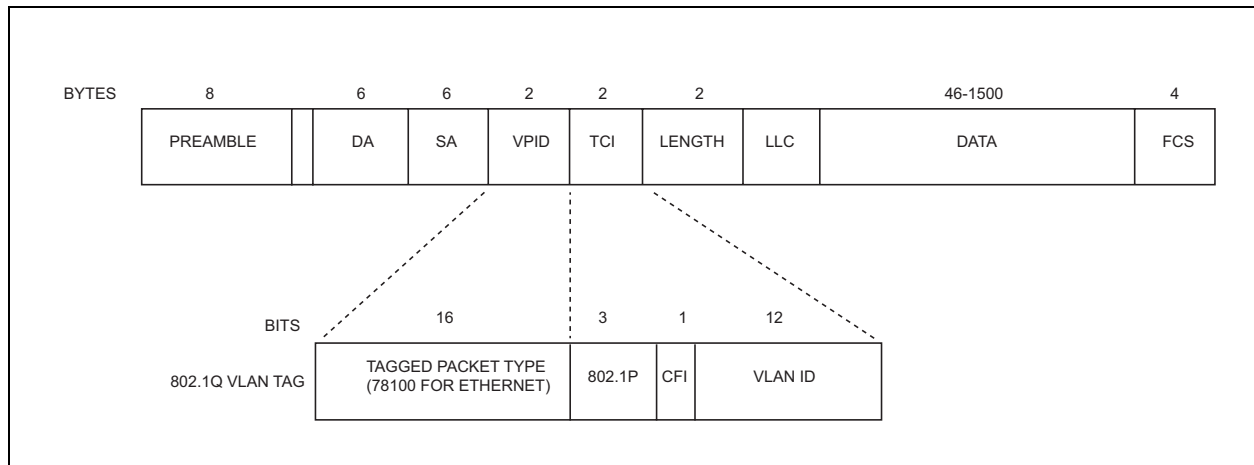 BYTES 8 6 6 2 2 2 46-1500 4
PREAMBLE DA SA VPID TCI LENGTH LLC DATA FCS
BITS 16 3 1 12
802.1Q VLAN TAG
TAGGED PACKET TYPE
(78100 FOR ETHERNET)
802.1P CFI VLAN ID